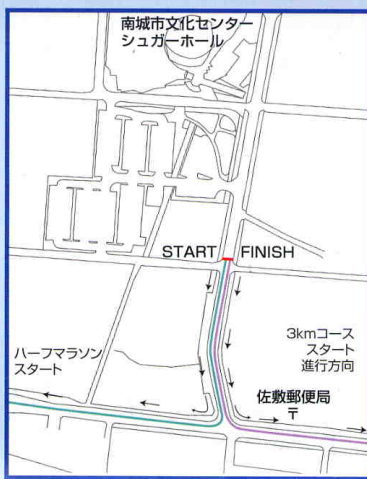 南城市文化センター
シュガーホール
START FINISH
ハーフマラソン
スタート
3kmコース
スタート
進行方向
佐敷郵便局
〒